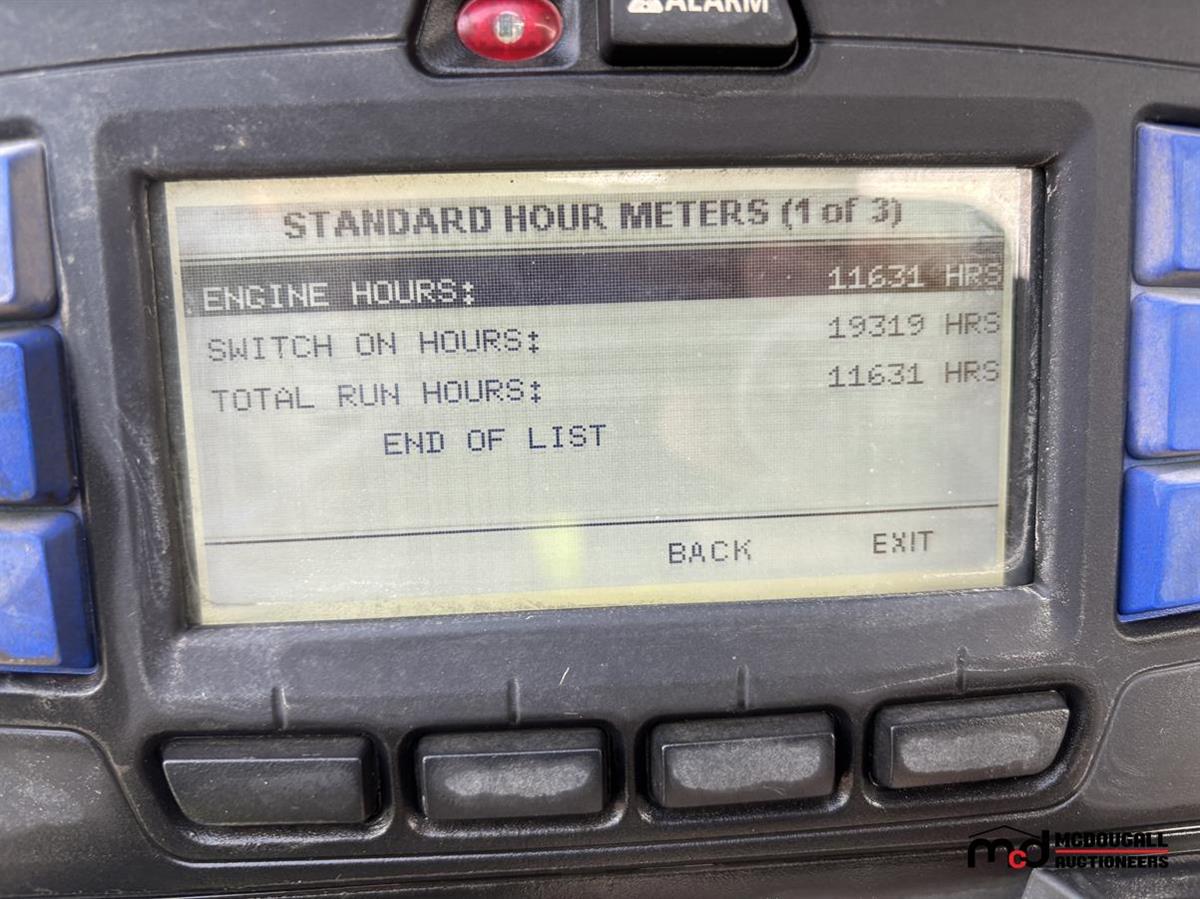 ALARM
STANDARD HOUR METERS (1 of 3)
ENGINE HOURS: 11631 HRS
SWITCH ON HOURS: 19319 HRS
TOTAL RUN HOURS: 11631 HRS
END OF LIST
BACK EXIT
mcd MCDOUGALL
AUCTIONEERS